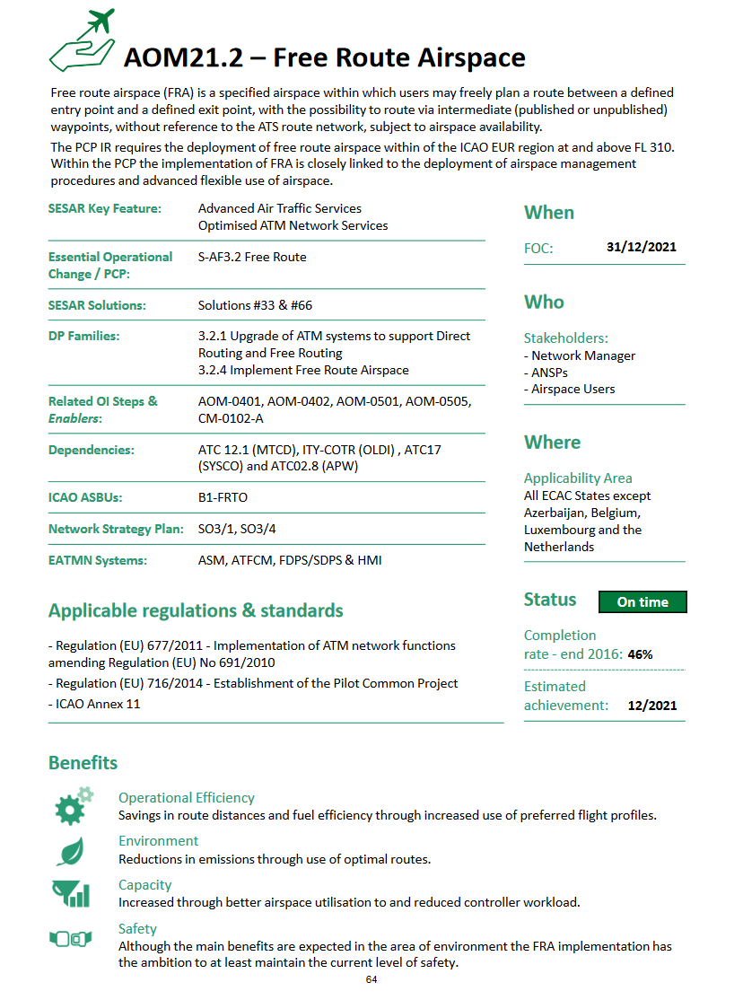 AOM21.2 – Free Route Airspace
Free route airspace (FRA) is a specified airspace within which users may freely plan a route between a defined
entry point and a defined exit point, with the possibility to route via intermediate (published or unpublished)
waypoints, without reference to the ATS route network, subject to airspace availability.
The PCP IR requires the deployment of free route airspace within of the ICAO EUR region at and above FL 310.
Within the PCP the implementation of FRA is closely linked to the deployment of airspace management
procedures and advanced flexible use of airspace.
SESAR Key Feature: Advanced Air Traffic Services
Optimised ATM Network Services
Essential Operational S-AF3.2 Free Route
Change / PCP:
SESAR Solutions: Solutions #33 & #66
DP Families: 3.2.1 Upgrade of ATM systems to support Direct
Routing and Free Routing
3.2.4 Implement Free Route Airspace
Related OI Steps & AOM-0401, AOM-0402, AOM-0501, AOM-0505,
Enablers: CM-0102-A
Dependencies: ATC 12.1 (MTCD), ITY-COTR (OLDI) , ATC17
(SYSCO) and ATC02.8 (APW)
ICAO ASBUs: B1-FRTO
Network Strategy Plan: SO3/1, SO3/4
EATMN Systems: ASM, ATFCM, FDPS/SDPS & HMI
Applicable regulations & standards
- Regulation (EU) 677/2011 - Implementation of ATM network functions
amending Regulation (EU) No 691/2010
- Regulation (EU) 716/2014 - Establishment of the Pilot Common Project
- ICAO Annex 11
When
FOC: 31/12/2021
Who
Stakeholders:
- Network Manager
- ANSPs
- Airspace Users
Where
Applicability Area
All ECAC States except
Azerbaijan, Belgium,
Luxembourg and the
Netherlands
Status On time
Completion
rate - end 2016: 46%
Estimated
achievement: 12/2021
Benefits
Operational Efficiency
Savings in route distances and fuel efficiency through increased use of preferred flight profiles.
Environment
Reductions in emissions through use of optimal routes.
Capacity
Increased through better airspace utilisation to and reduced controller workload.
Safety
Although the main benefits are expected in the area of environment the FRA implementation has
the ambition to at least maintain the current level of safety.
64